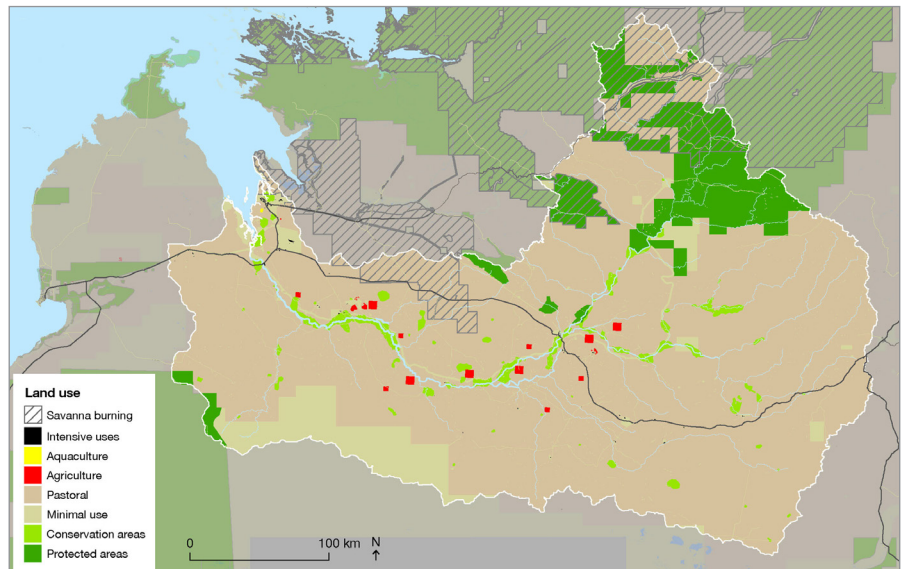 Land use
Savanna burning
Intensive uses
Aquaculture
Agriculture
Pastoral
Minimal use
Conservation areas
Protected areas
0 100 km N